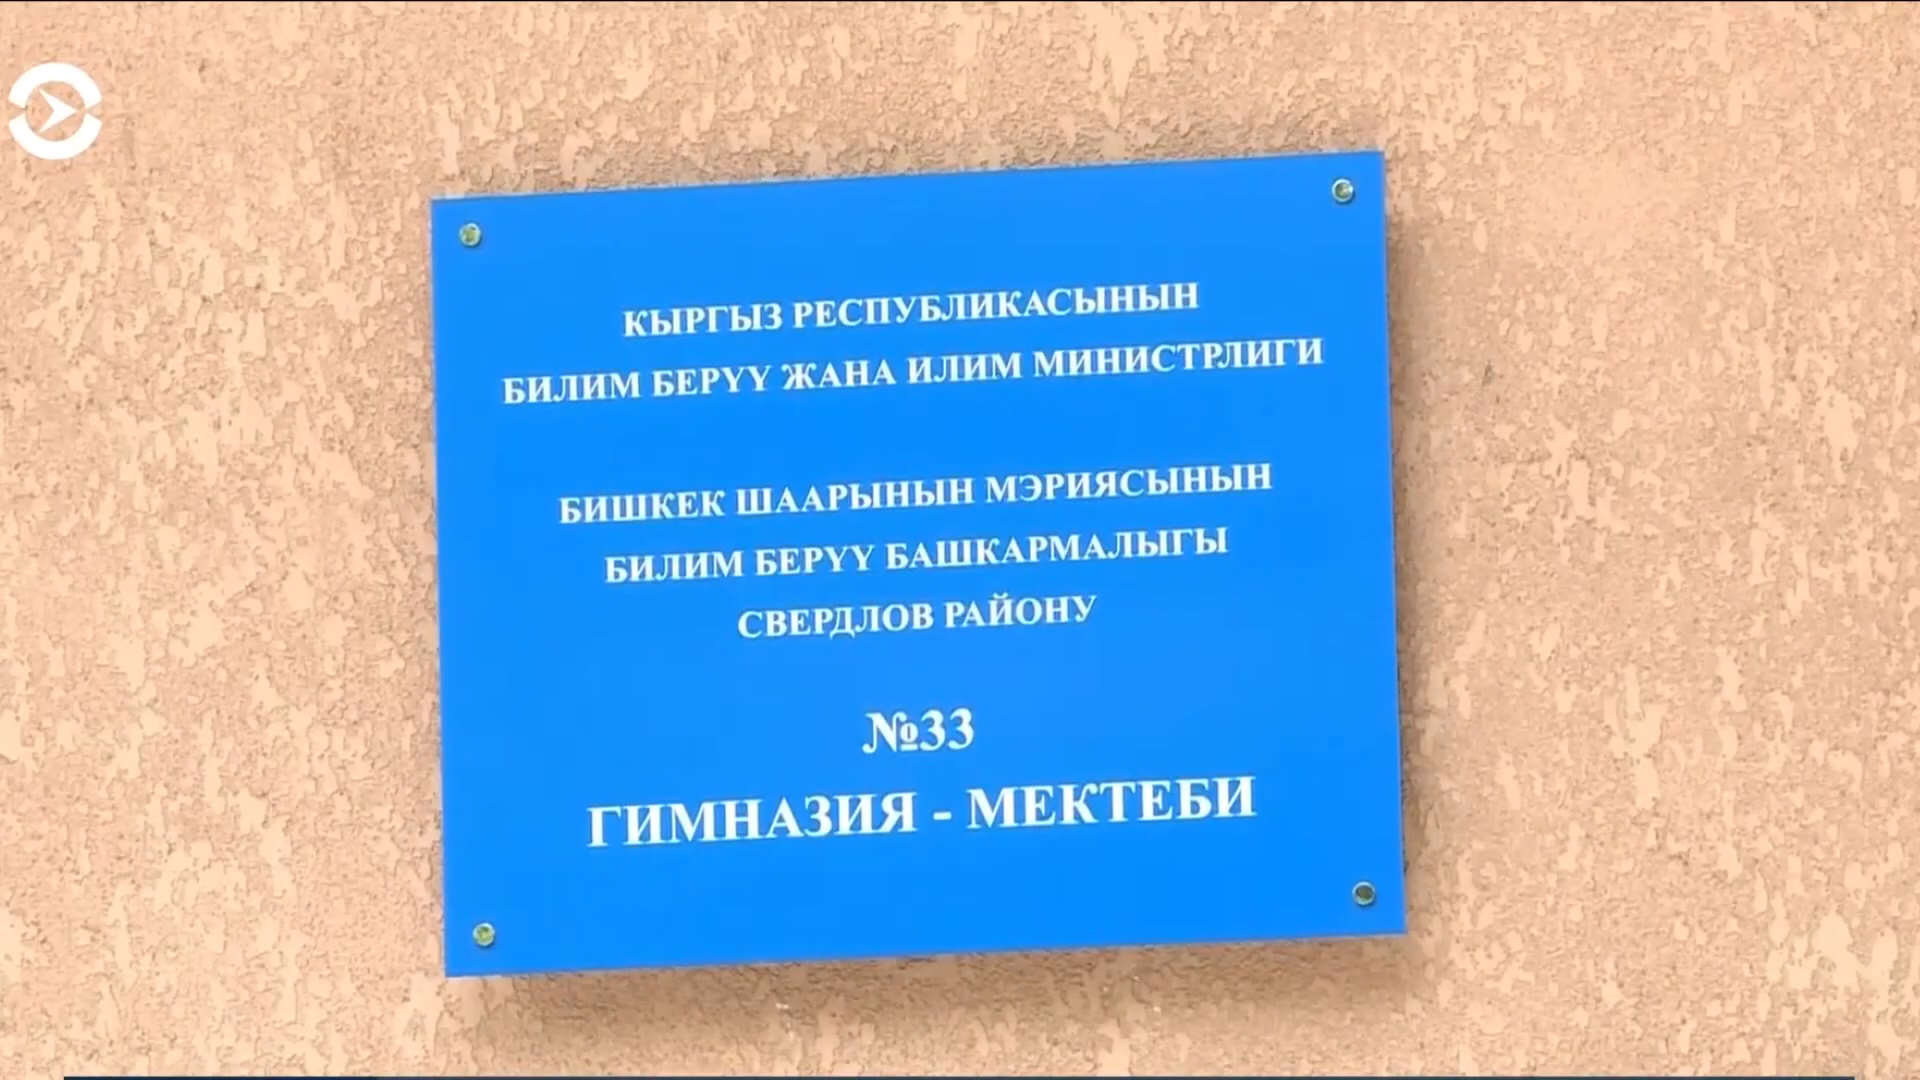 КЫРГЫЗ РЕСПУБЛИКАСЫНЫН
БИЛИМ БЕРҮҮ ЖАНА ИЛИМ МИНИСТРЛИГИ
БИШКЕК ШААРЫНЫН МЭРИЯСЫНЫН
БИЛИМ БЕРҮҮ БАШКАРМАЛЫГЫ
СВЕРДЛОВ РАЙОНУ
№33
ГИМНАЗИЯ - МЕКТЕБИ